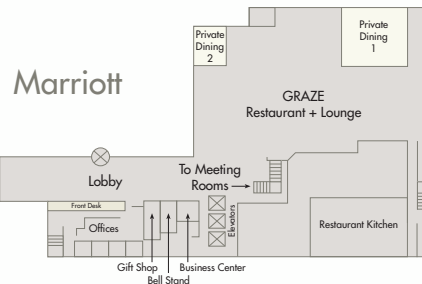 Private
Dining
1
Private
Dining
2
Marriott
GRAZE
Restaurant + Lounge
To Meeting
Rooms
Lobby
Front Desk
Elevators
Offices
Restaurant Kitchen
Gift Shop
Business Center
Bell Stand